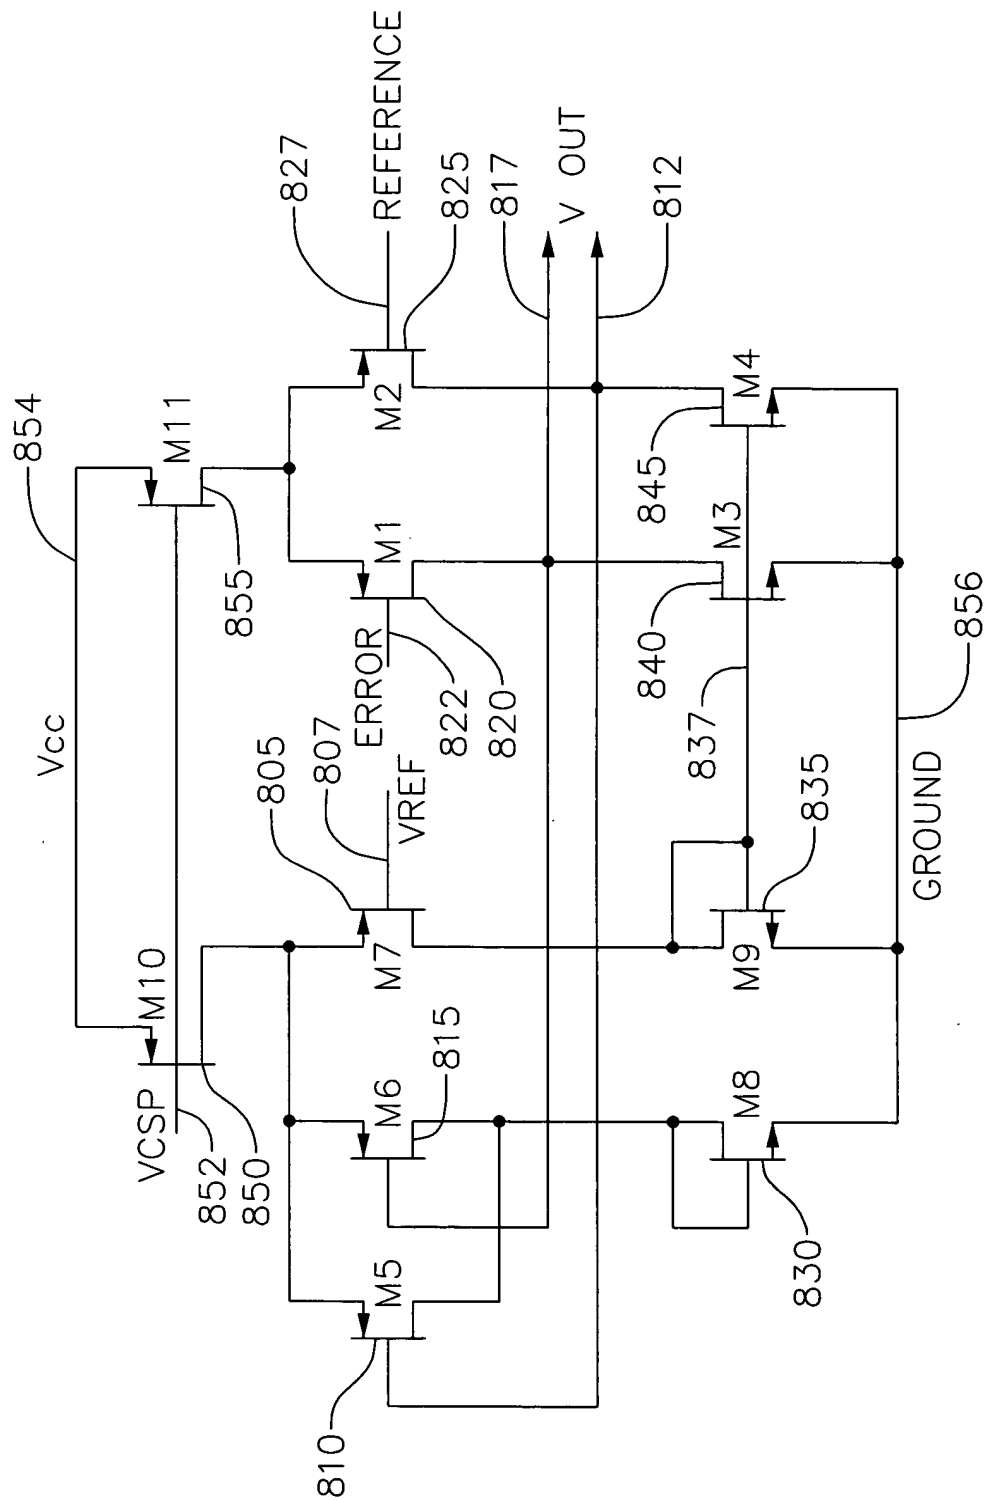 Vcc
854
VCSP
M10
M11
852
850
855
827
REFERENCE
805
807
VREF
ERROR
822
820
M1
M2
825
810
M5
M6
815
M7
817
V OUT
812
837
840
M3
845
M4
830
M8
M9
835
GROUND
856